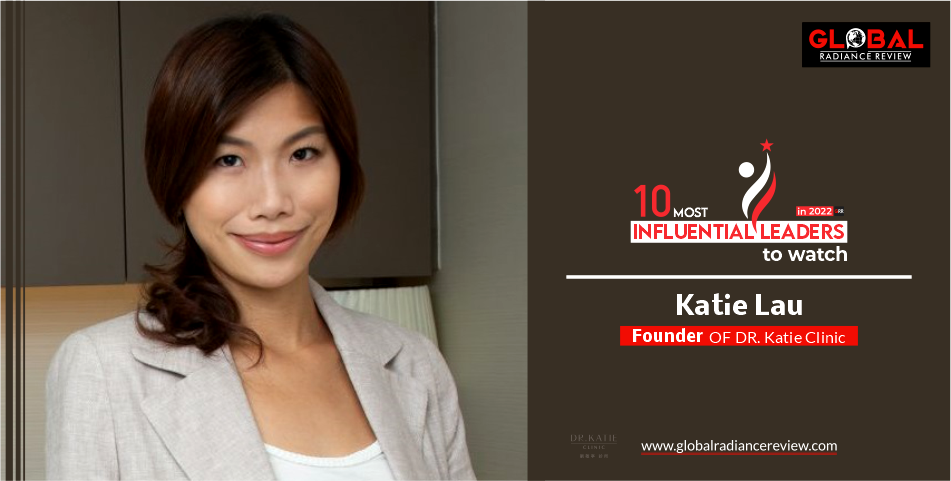 GLOBAL
RADIANCE REVIEW
10 MOST
in 2022
INFLUENTIAL LEADERS
to watch
Katie Lau
Founder OF DR. Katie Clinic
DR. KATIE
CLINIC
www.globalradiancereview.com